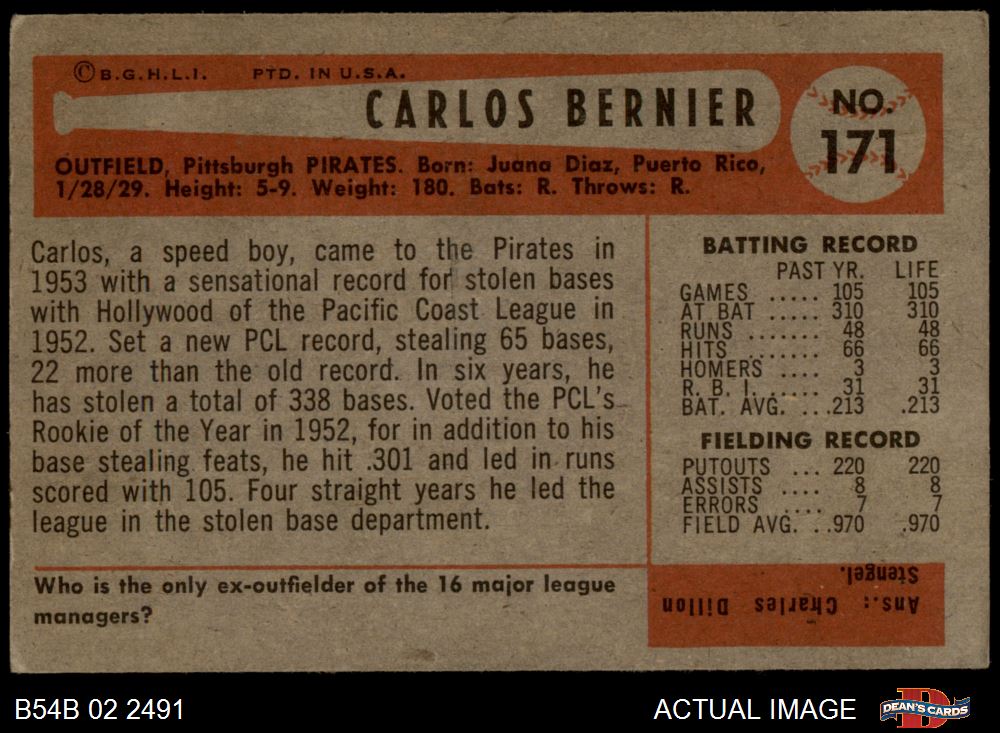 © B.G.H.L.I. PTD. IN U.S.A.
CARLOS BERNIER
NO.
171
OUTFIELD, Pittsburgh PIRATES. Born: Juana Diaz, Puerto Rico,
1/28/29. Height: 5-9. Weight: 180. Bats: R. Throws: R.
Carlos, a speed boy, came to the Pirates in
1953 with a sensational record for stolen bases
with Hollywood of the Pacific Coast League in
1952. Set a new PCL record, stealing 65 bases,
22 more than the old record. In six years, he
has stolen a total of 338 bases. Voted the PCL's
Rookie of the Year in 1952, for in addition to his
base stealing feats, he hit .301 and led in runs
scored with 105. Four straight years he led the
league in the stolen base department.
BATTING RECORD
PAST YR. LIFE
GAMES ..... 105 105
AT BAT ..... 310 310
RUNS ....... 48 48
HITS ....... 66 66
HOMERS .... 3 3
R. B. I. ..... 31 31
BAT. AVG. ...213 .213
FIELDING RECORD
PUTOUTS ... 220 220
ASSISTS .... 8 8
ERRORS .... 7 7
FIELD AVG. ..970 .970
Who is the only ex-outfielder of the 16 major league
managers?
Ans.: Charles Dillon
Stengel.
B54B 02 2491
ACTUAL IMAGE
DEAN'S CARDS